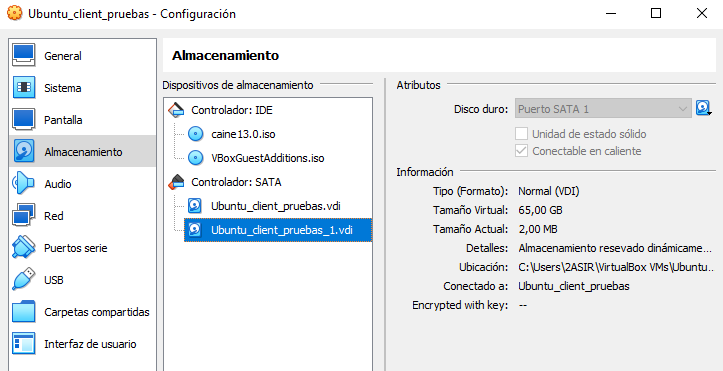 Ubuntu_client_pruebas - Configuración
General
Sistema
Pantalla
Almacenamiento
Audio
Red
Puertos serie
USB
Carpetas compartidas
Interfaz de usuario
Almacenamiento
Dispositivos de almacenamiento
Controlador: IDE
caine13.0.iso
VBoxGuestAdditions.iso
Controlador: SATA
Ubuntu_client_pruebas.vdi
Ubuntu_client_pruebas_1.vdi
Atributos
Disco duro: Puerto SATA 1
Unidad de estado sólido
Conectable en caliente
Información
Tipo (Formato): Normal (VDI)
Tamaño Virtual: 65,00 GB
Tamaño Actual: 2,00 MB
Detalles: Almacenamiento resevado dinámicame...
Ubicación: C:\Users\2ASIR\VirtualBox VMs\Ubuntu...
Conectado a: Ubuntu_client_pruebas
Encrypted with key: --